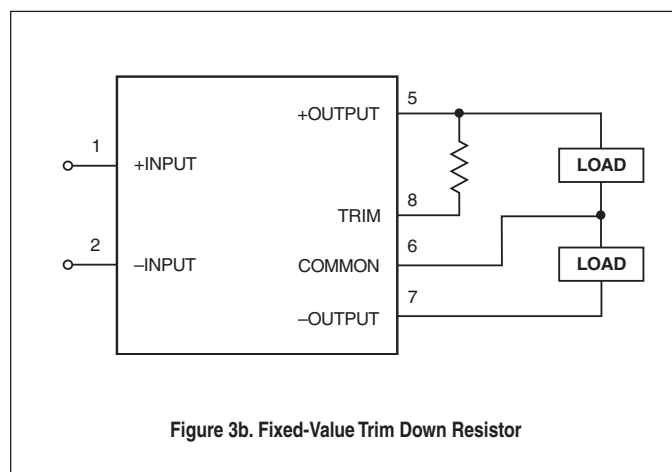 5
+OUTPUT
1
+INPUT
LOAD
8
TRIM
2
–INPUT
6
COMMON
LOAD
7
–OUTPUT
Figure 3b. Fixed-Value Trim Down Resistor